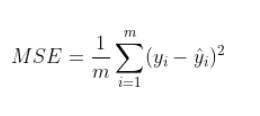 MSE = \frac{1}{m} \sum_{i=1}^{m} (y_i - \hat{y}_i)^2